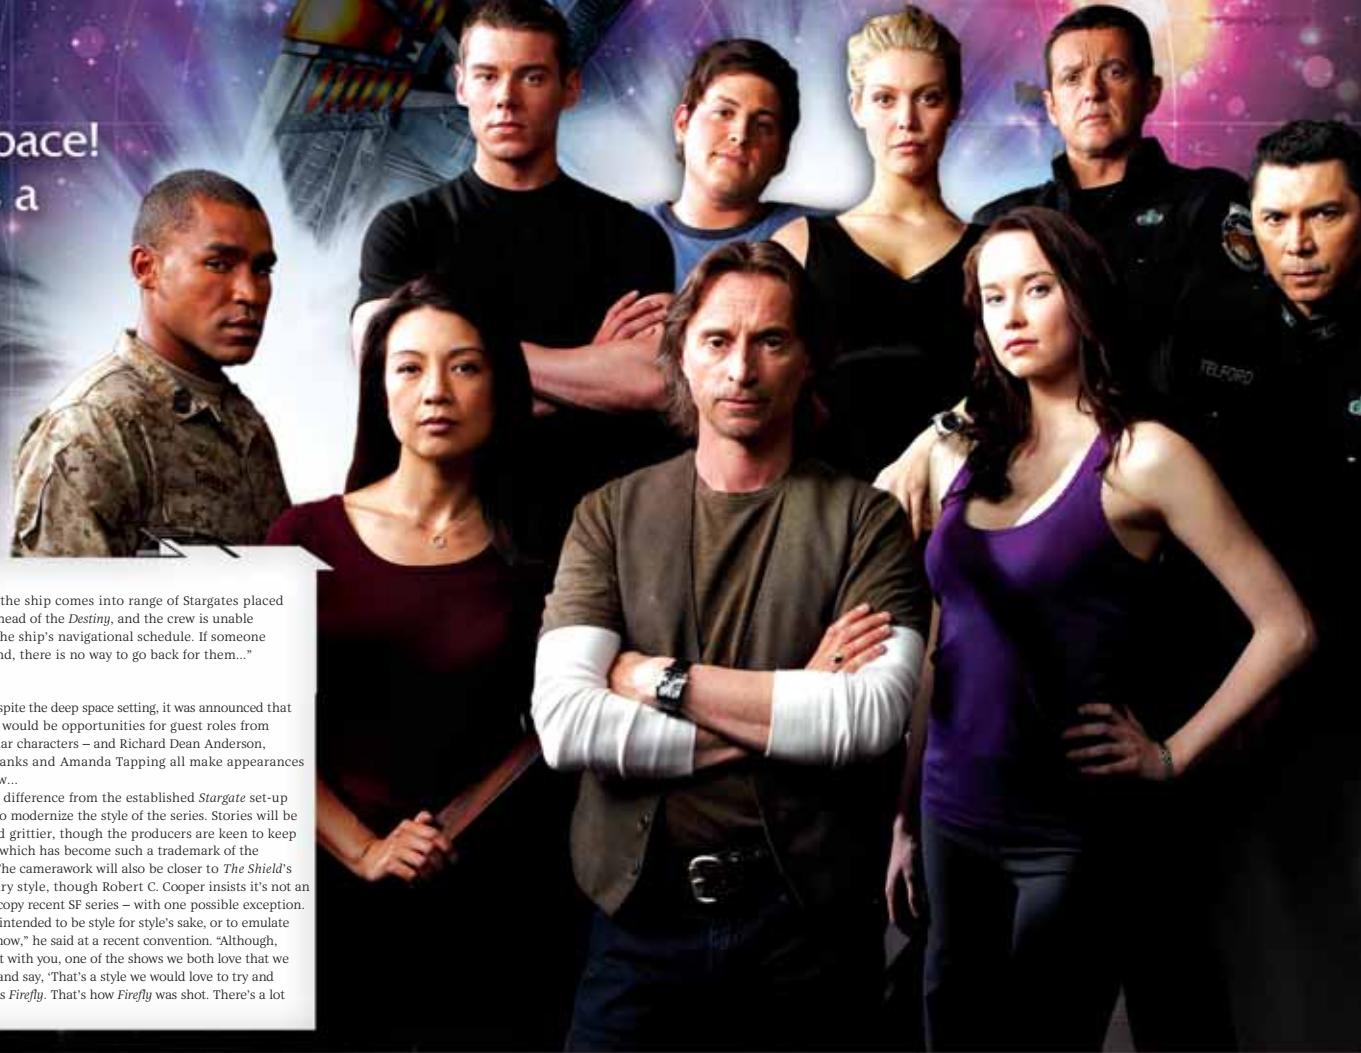 pace!
a
TELFORD
the ship comes into range of Stargates placed
head of the Destiny, and the crew is unable
he ship's navigational schedule. If someone
nd, there is no way to go back for them..."
spite the deep space setting, it was announced that
would be opportunities for guest roles from
ar characters – and Richard Dean Anderson,
anks and Amanda Tapping all make appearances
w...
difference from the established Stargate set-up
o modernize the style of the series. Stories will be
d grittier, though the producers are keen to keep
which has become such a trademark of the
he camerawork will also be closer to The Shield's
ry style, though Robert C. Cooper insists it's not an
copy recent SF series – with one possible exception.
intended to be style for style's sake, or to emulate
how," he said at a recent convention. "Although,
t with you, one of the shows we both love that we
and say, 'That's a style we would love to try and
s Firefly. That's how Firefly was shot. There's a lot